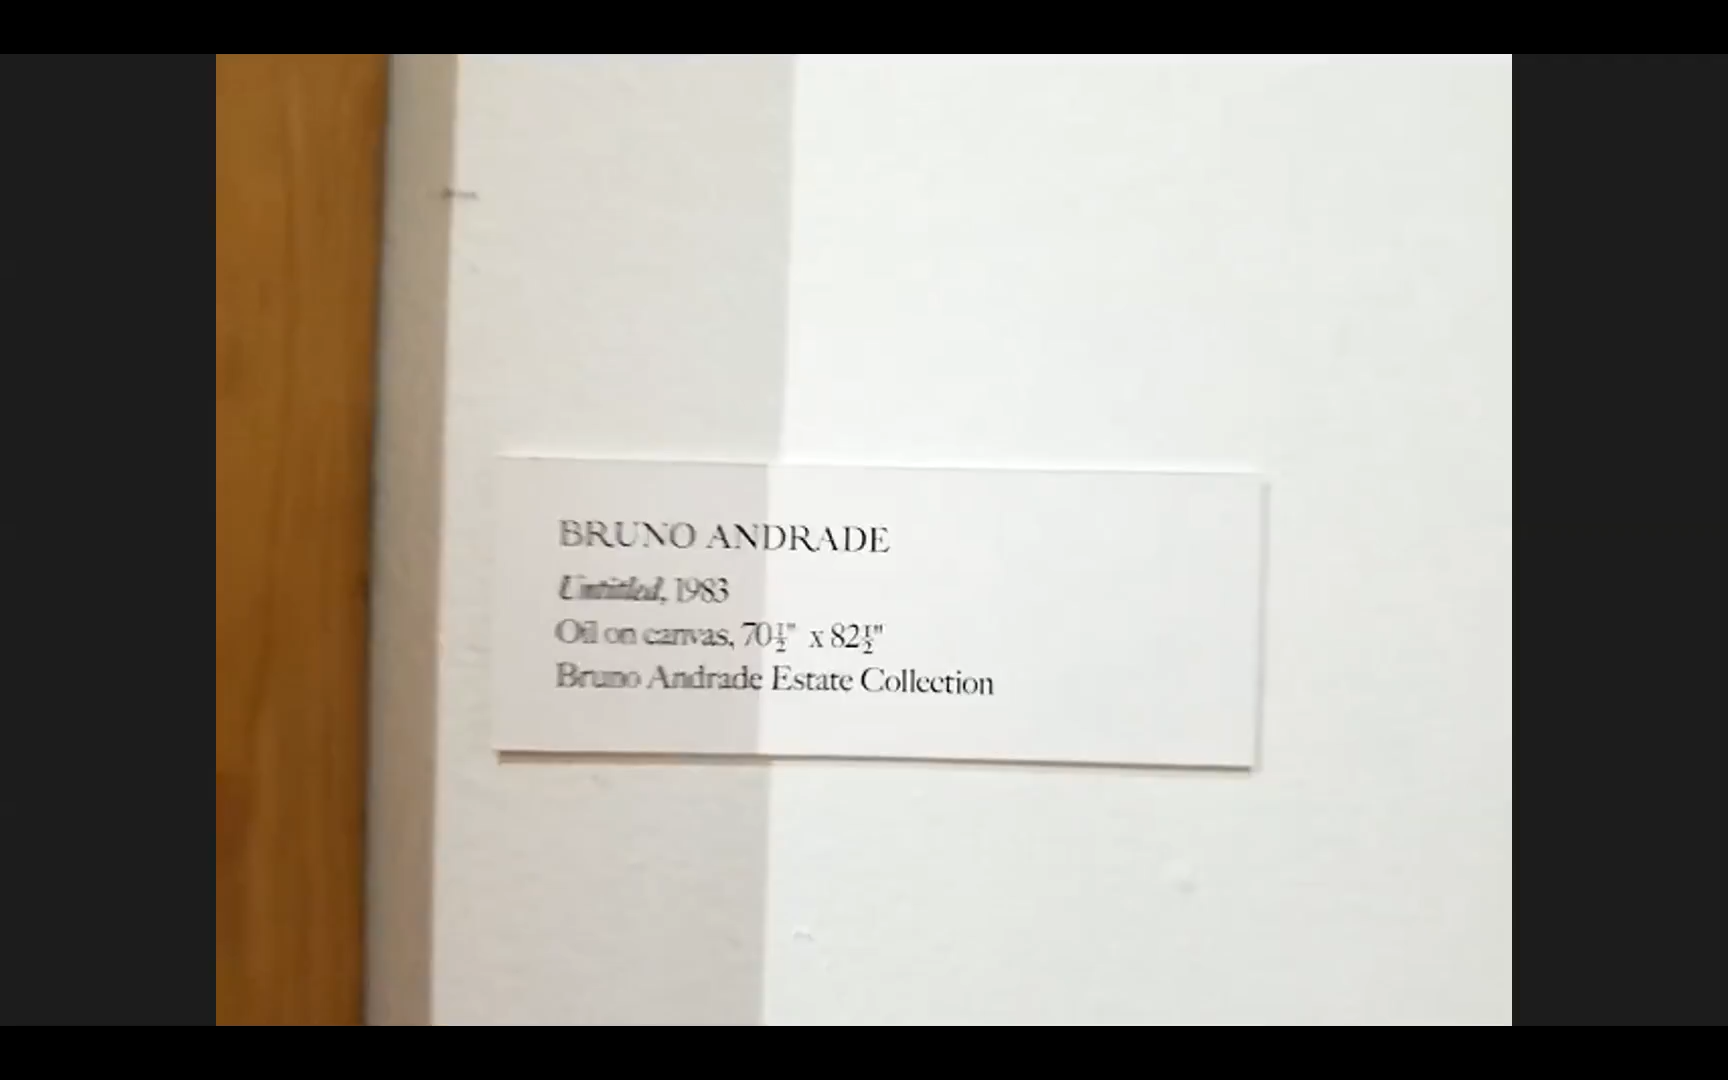 BRUNO ANDRADE
Untitled, 1983
Oil on canvas, 70½" x 82½"
Bruno Andrade Estate Collection